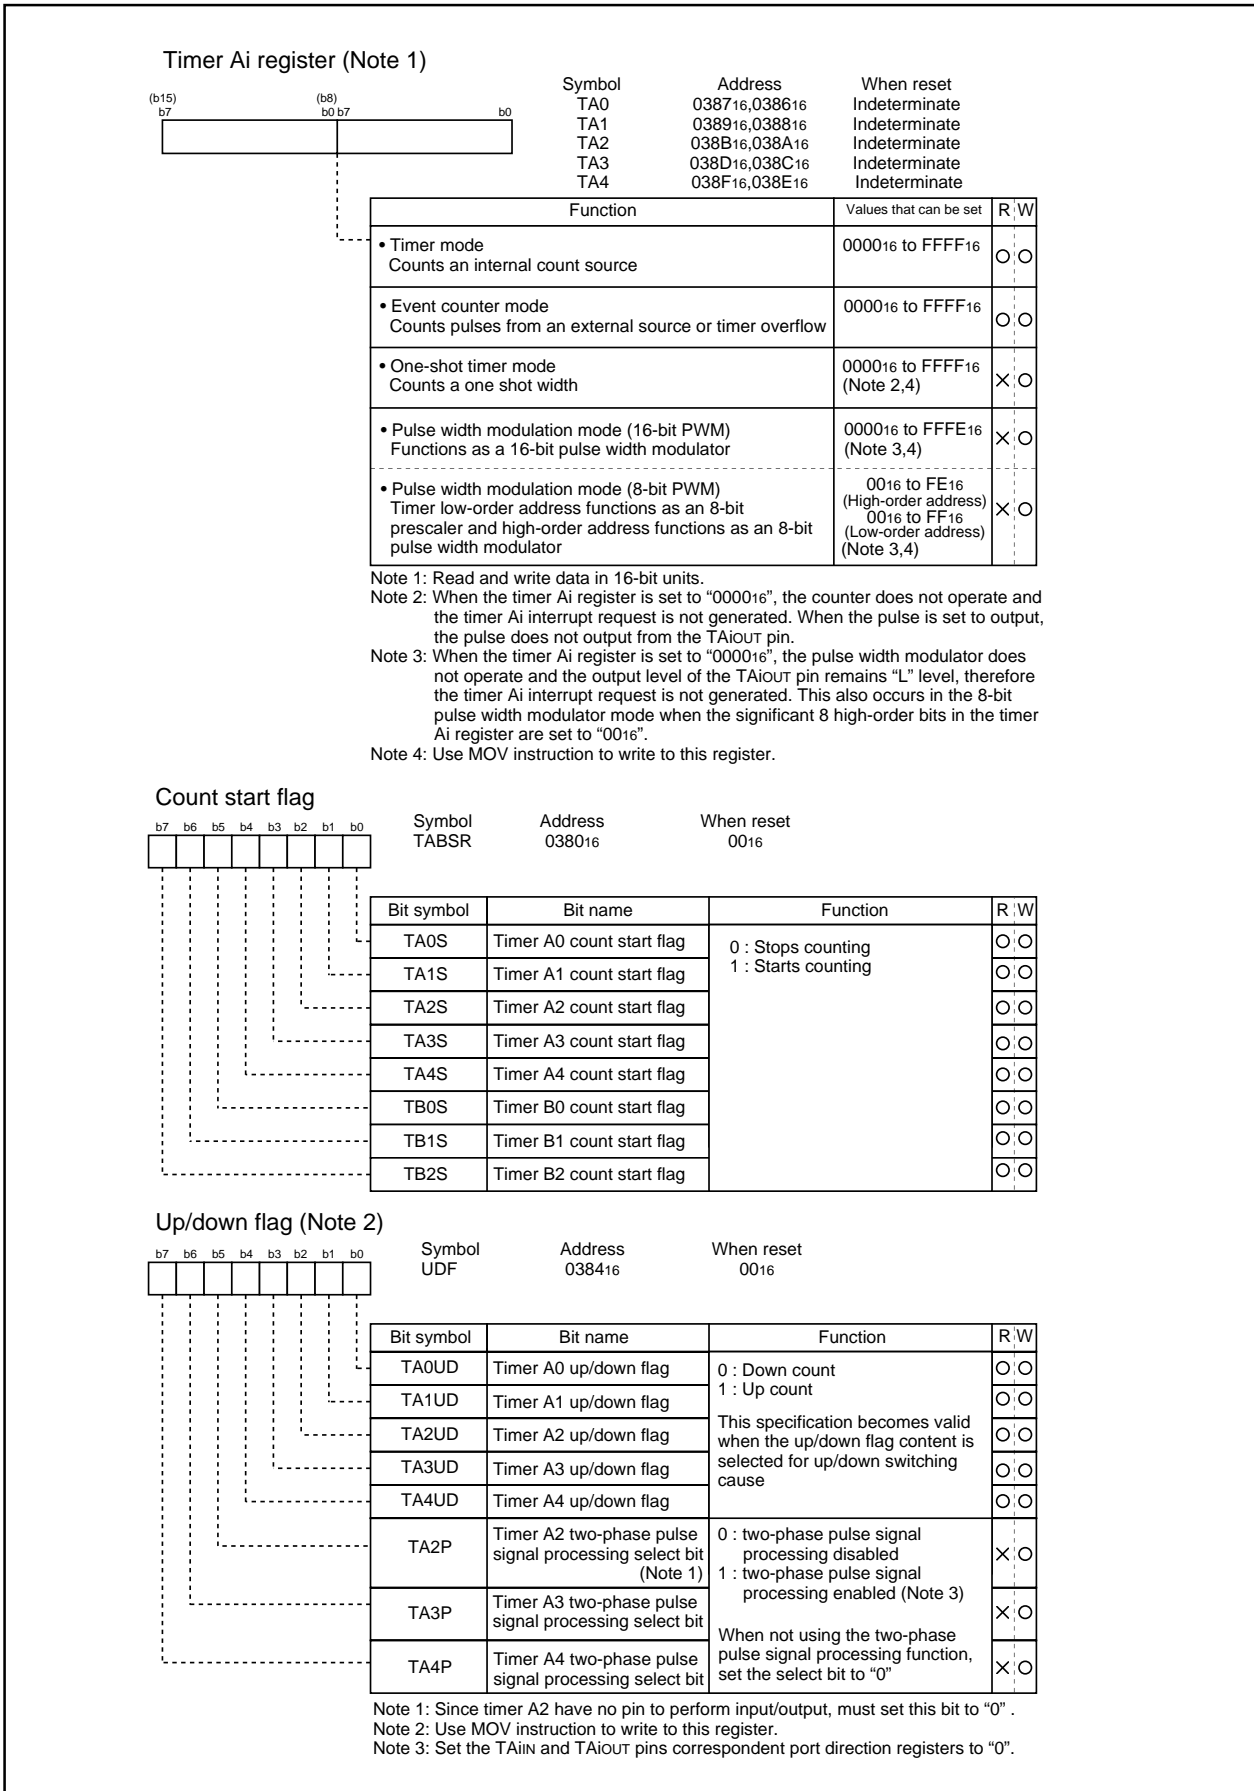 Timer Ai register (Note 1)
Symbol Address When reset
TA0 038716,038616 Indeterminate
TA1 038916,038816 Indeterminate
TA2 038B16,038A16 Indeterminate
TA3 038D16,038C16 Indeterminate
TA4 038F16,038E16 Indeterminate
(b15) (b8)
b7 b0 b7 b0
Function Values that can be set R W
• Timer mode 000016 to FFFF16
Counts an internal count source
• Event counter mode 000016 to FFFF16
Counts pulses from an external source or timer overflow
• One-shot timer mode 000016 to FFFF16
Counts a one shot width (Note 2,4)
• Pulse width modulation mode (16-bit PWM) 000016 to FFFE16
Functions as a 16-bit pulse width modulator (Note 3,4)
• Pulse width modulation mode (8-bit PWM) 0016 to FE16
Timer low-order address functions as an 8-bit (High-order address)
prescaler and high-order address functions as an 8-bit 0016 to FF16
pulse width modulator (Low-order address)
(Note 3,4)
Note 1: Read and write data in 16-bit units.
Note 2: When the timer Ai register is set to “000016”, the counter does not operate and
the timer Ai interrupt request is not generated. When the pulse is set to output,
the pulse does not output from the TAiOUT pin.
Note 3: When the timer Ai register is set to “000016”, the pulse width modulator does
not operate and the output level of the TAiOUT pin remains “L” level, therefore
the timer Ai interrupt request is not generated. This also occurs in the 8-bit
pulse width modulator mode when the significant 8 high-order bits in the timer
Ai register are set to “0016”.
Note 4: Use MOV instruction to write to this register.
Count start flag
Symbol Address When reset
TABSR 038016 0016
b7 b6 b5 b4 b3 b2 b1 b0
Bit symbol Bit name Function R W
TA0S Timer A0 count start flag 0 : Stops counting
TA1S Timer A1 count start flag 1 : Starts counting
TA2S Timer A2 count start flag
TA3S Timer A3 count start flag
TA4S Timer A4 count start flag
TB0S Timer B0 count start flag
TB1S Timer B1 count start flag
TB2S Timer B2 count start flag
Up/down flag (Note 2)
Symbol Address When reset
UDF 038416 0016
b7 b6 b5 b4 b3 b2 b1 b0
Bit symbol Bit name Function R W
TA0UD Timer A0 up/down flag 0 : Down count
TA1UD Timer A1 up/down flag 1 : Up count
TA2UD Timer A2 up/down flag This specification becomes valid
TA3UD Timer A3 up/down flag when the up/down flag content is
TA4UD Timer A4 up/down flag selected for up/down switching
cause
TA2P Timer A2 two-phase pulse 0 : two-phase pulse signal
signal processing select bit processing disabled
(Note 1) 1 : two-phase pulse signal
TA3P Timer A3 two-phase pulse processing enabled (Note 3)
signal processing select bit
When not using the two-phase
TA4P Timer A4 two-phase pulse pulse signal processing function,
signal processing select bit set the select bit to “0”
Note 1: Since timer A2 have no pin to perform input/output, must set this bit to “0” .
Note 2: Use MOV instruction to write to this register.
Note 3: Set the TAiIN and TAiOUT pins correspondent port direction registers to “0”.